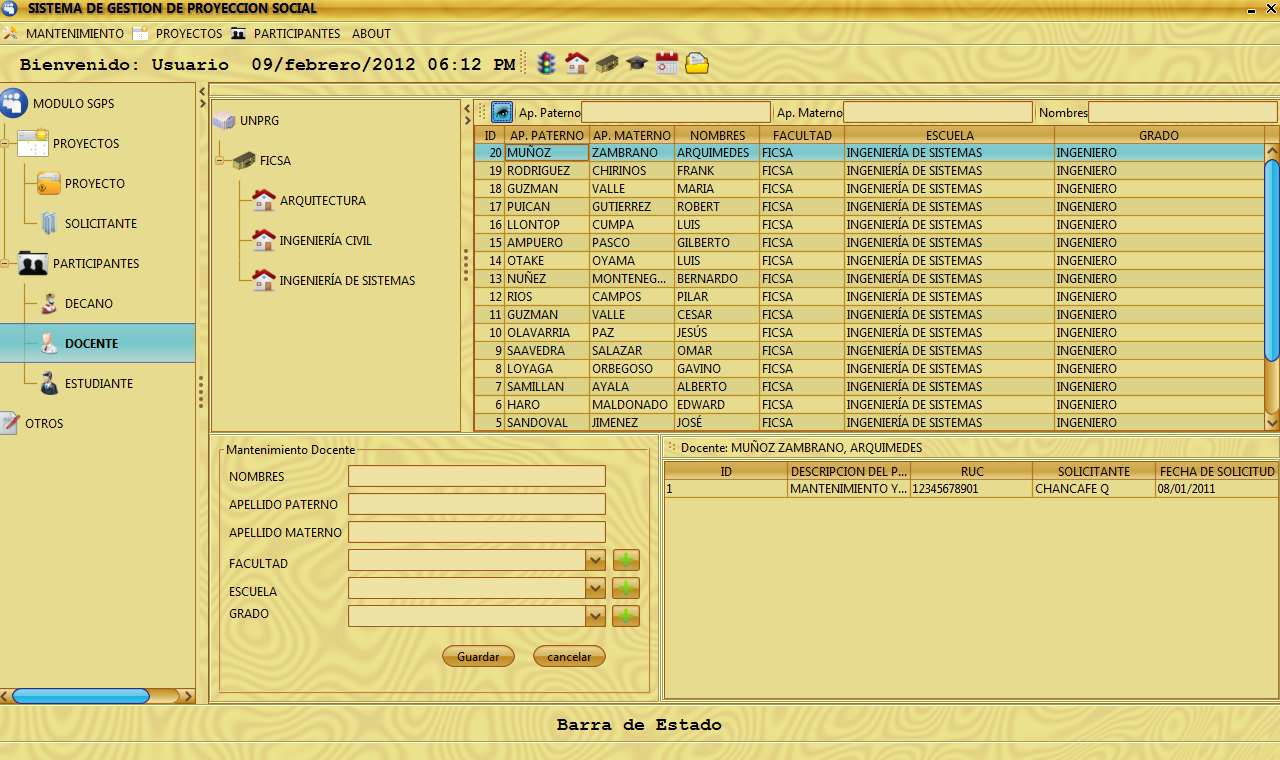 SISTEMA DE GESTION DE PROYECCION SOCIAL
MANTENIMIENTO PROYECTOS PARTICIPANTES ABOUT
Bienvenido: Usuario 09/febrero/2012 06:12 PM
MODULO SGPS
PROYECTOS
PROYECTO
SOLICITANTE
PARTICIPANTES
DECANO
DOCENTE
ESTUDIANTE
OTROS
UNPRG
FICSA
ARQUITECTURA
INGENIERÍA CIVIL
INGENIERÍA DE SISTEMAS
Ap. Paterno Ap. Materno Nombres
ID AP. PATERNO AP. MATERNO NOMBRES FACULTAD ESCUELA GRADO
20 MUÑOZ ZAMBRANO ARQUIMEDES FICSA INGENIERÍA DE SISTEMAS INGENIERO
19 RODRIGUEZ CHIRINOS FRANK FICSA INGENIERÍA DE SISTEMAS INGENIERO
18 GUZMAN VALLE MARIA FICSA INGENIERÍA DE SISTEMAS INGENIERO
17 PUICAN GUTIERREZ ROBERT FICSA INGENIERÍA DE SISTEMAS INGENIERO
16 LLONTOP CUMPA LUIS FICSA INGENIERÍA DE SISTEMAS INGENIERO
15 AMPUERO PASCO GILBERTO FICSA INGENIERÍA DE SISTEMAS INGENIERO
14 OTAKE OYAMA LUIS FICSA INGENIERÍA DE SISTEMAS INGENIERO
13 NUÑEZ MONTENEG... BERNARDO FICSA INGENIERÍA DE SISTEMAS INGENIERO
12 RIOS CAMPOS PILAR FICSA INGENIERÍA DE SISTEMAS INGENIERO
11 GUZMAN VALLE CESAR FICSA INGENIERÍA DE SISTEMAS INGENIERO
10 OLAVARRIA PAZ JESÚS FICSA INGENIERÍA DE SISTEMAS INGENIERO
9 SAAVEDRA SALAZAR OMAR FICSA INGENIERÍA DE SISTEMAS INGENIERO
8 LOYAGA ORBEGOSO GAVINO FICSA INGENIERÍA DE SISTEMAS INGENIERO
7 SAMILLAN AYALA ALBERTO FICSA INGENIERÍA DE SISTEMAS INGENIERO
6 HARO MALDONADO EDWARD FICSA INGENIERÍA DE SISTEMAS INGENIERO
5 SANDOVAL JIMENEZ JOSÉ FICSA INGENIERÍA DE SISTEMAS INGENIERO
Mantenimiento Docente
NOMBRES
APELLIDO PATERNO
APELLIDO MATERNO
FACULTAD
ESCUELA
GRADO
Guardar cancelar
Docente: MUÑOZ ZAMBRANO, ARQUIMEDES
ID DESCRIPCION DEL P... RUC SOLICITANTE FECHA DE SOLICITUD
1 MANTENIMIENTO Y... 12345678901 CHANCAFE Q 08/01/2011
Barra de Estado